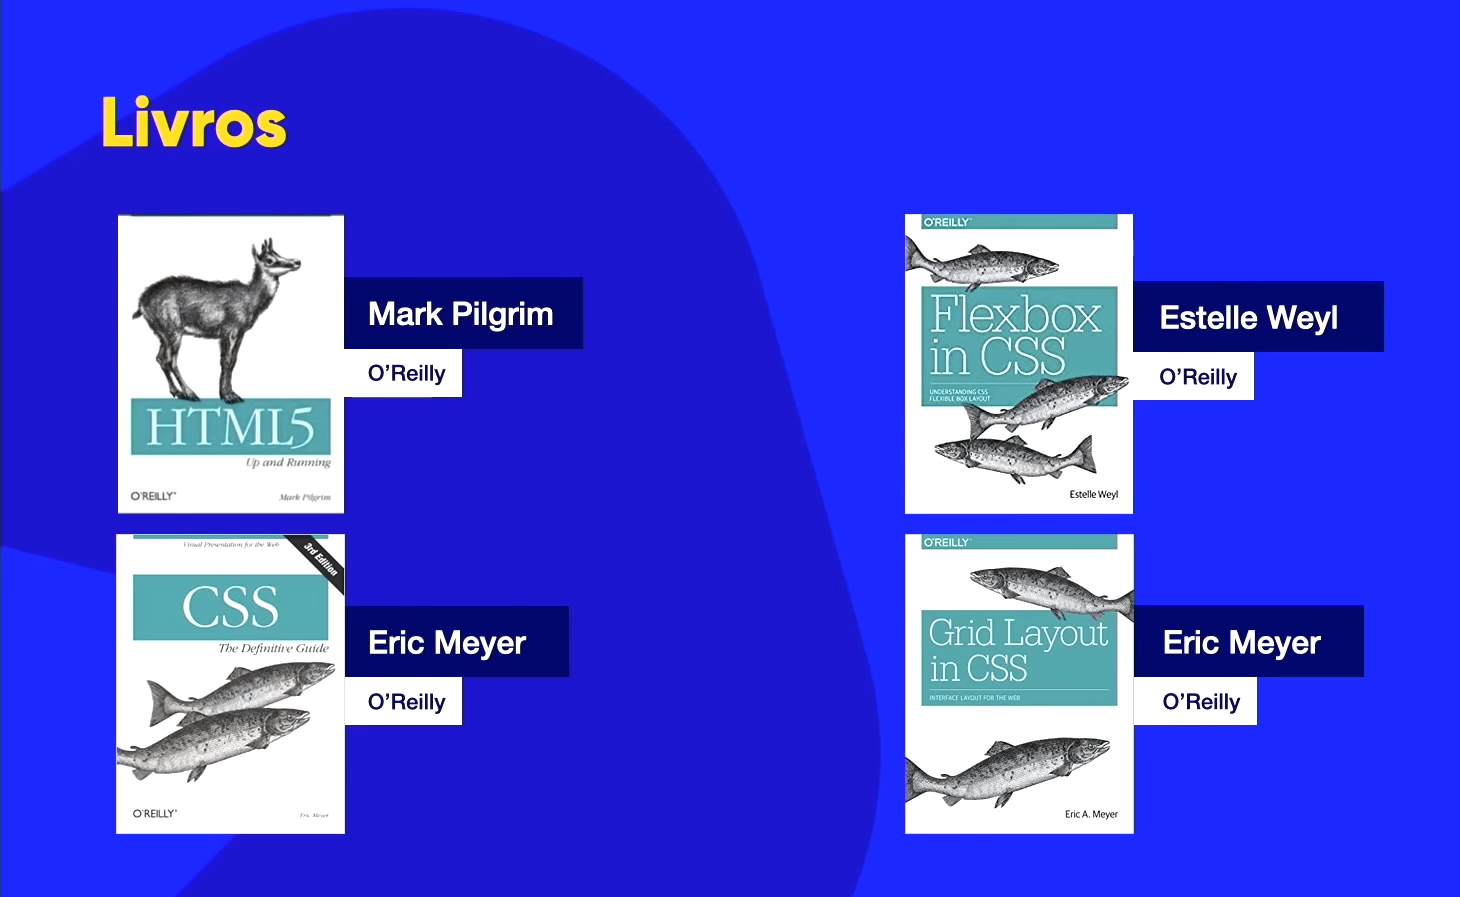 Livros
HTML5
Up and Running
O'REILLY®
Mark Pilgrim
Mark Pilgrim
O'Reilly
O'REILLY®
Flexbox
in CSS
UNDERSTANDING CSS
FLEXIBLE BOX LAYOUT
Estelle Weyl
Estelle Weyl
O'Reilly
Visual Presentation for the Web
3rd Edition
CSS
The Definitive Guide
O'REILLY®
Eric Meyer
Eric Meyer
O'Reilly
O'REILLY®
Grid Layout
in CSS
INTERFACE LAYOUT FOR THE WEB
Eric A. Meyer
Eric Meyer
O'Reilly